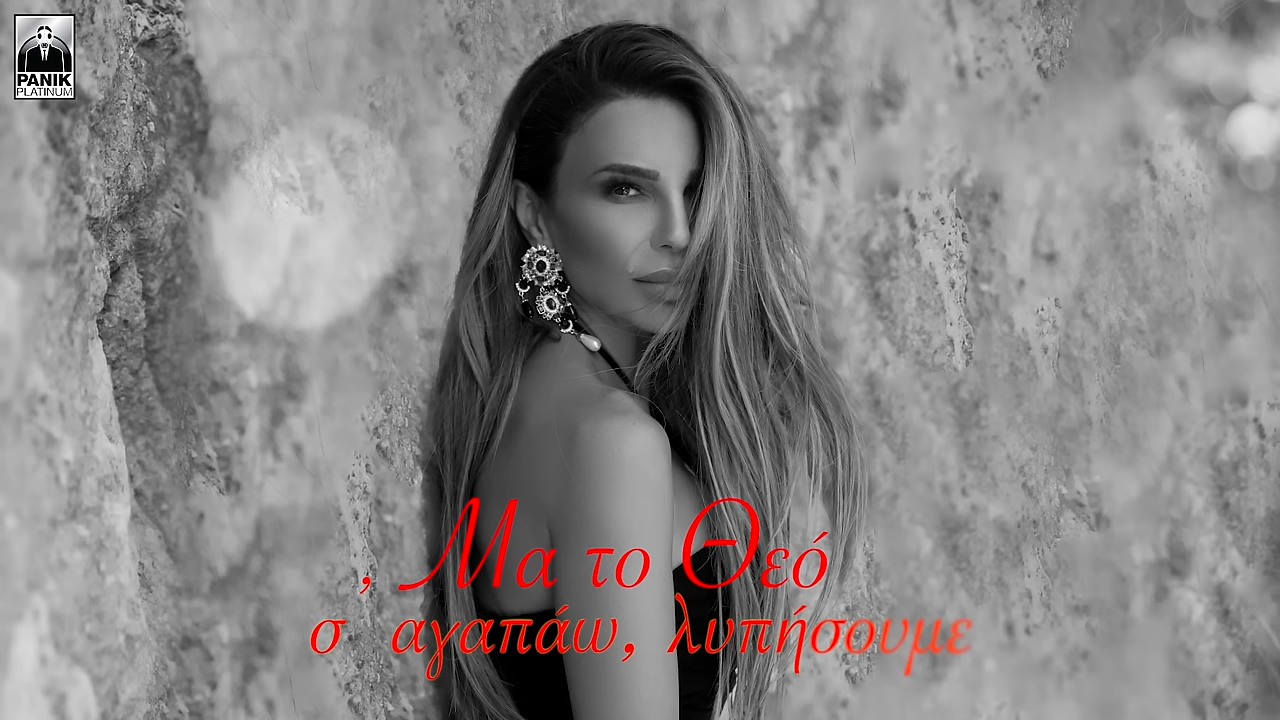 PANIK
PLATINUM
, Μα το Θεό
σ αγαπάω, λυπήσουμε